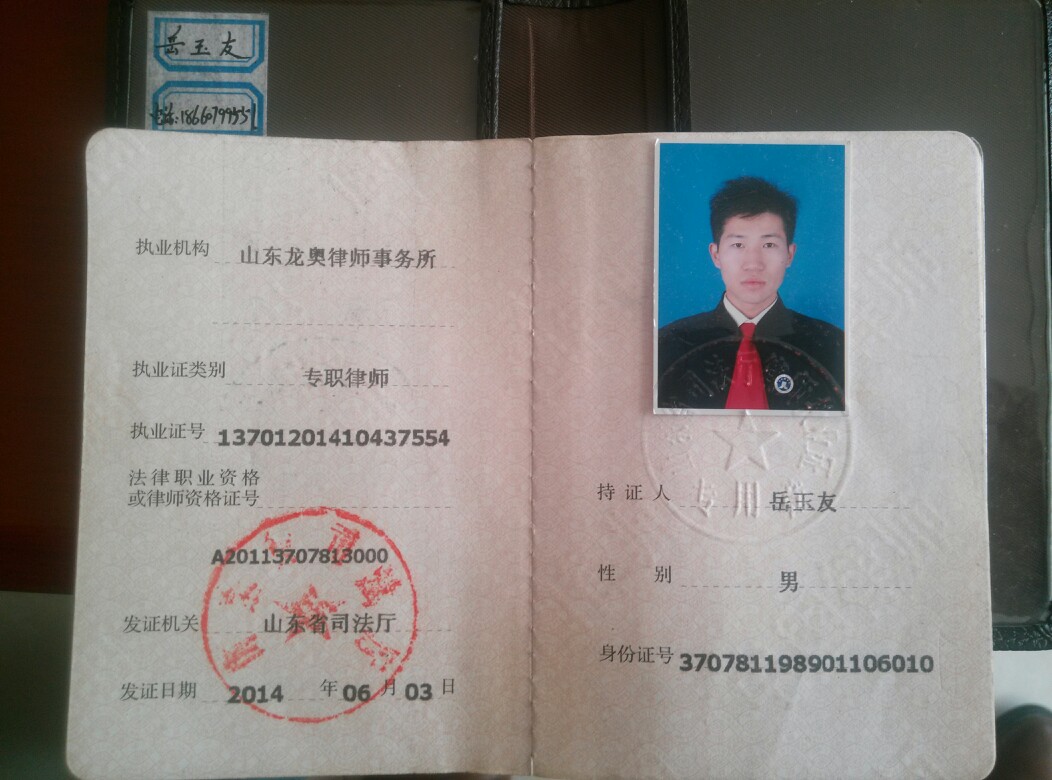 岳玉友
执业机构 山东龙奥律师事务所
执业证类别 专职律师
执业证号 13701201410437554
法律职业资格
或律师资格证号
A20113707813000
发证机关 山东省司法厅
发证日期 2014 年 06 月 03 日
专用章
持证人 岳玉友
性别 男
身份证号 370781198901106010